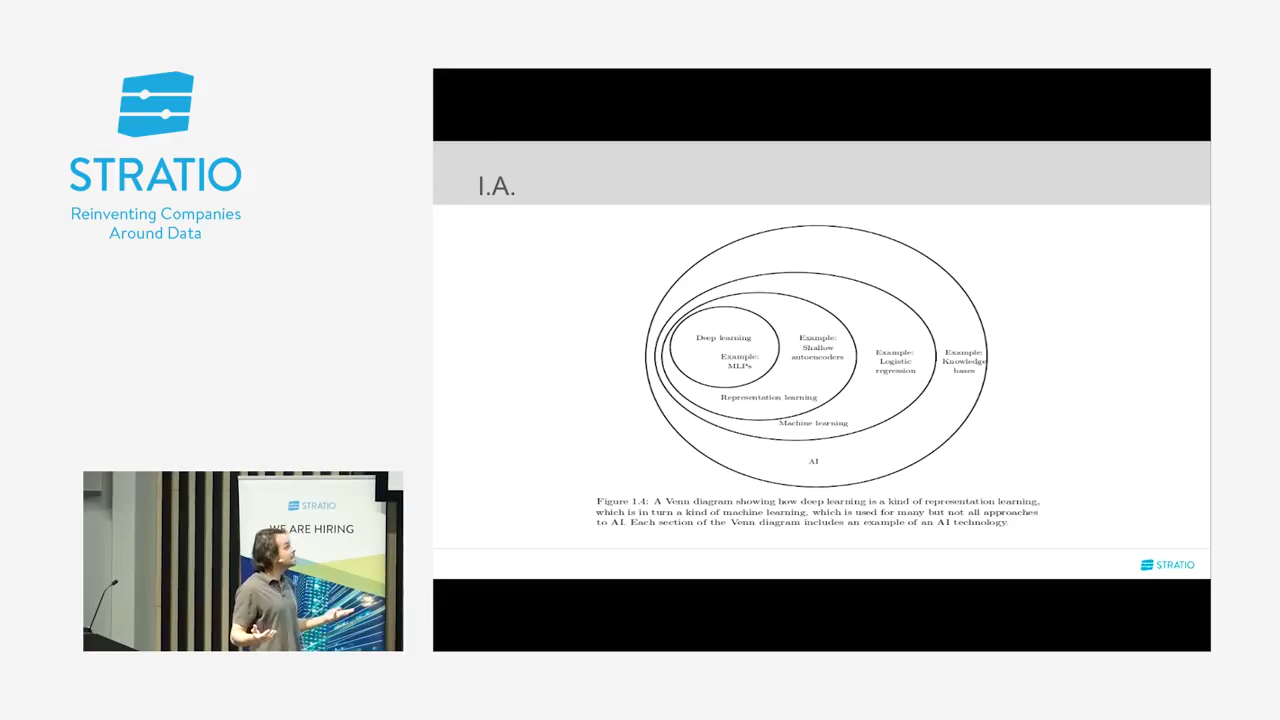 STRATIO
Reinventing Companies
Around Data
I.A.
Deep learning
Example:
MLPs
Example:
Shallow
autoencoders
Example:
Logistic
regression
Example:
Knowledge
bases
Representation learning
Machine learning
AI
Figure 1.4: A Venn diagram showing how deep learning is a kind of representation learning,
which is in turn a kind of machine learning, which is used for many but not all approaches
to AI. Each section of the Venn diagram includes an example of an AI technology.
STRATIO
STRATIO
WE ARE HIRING